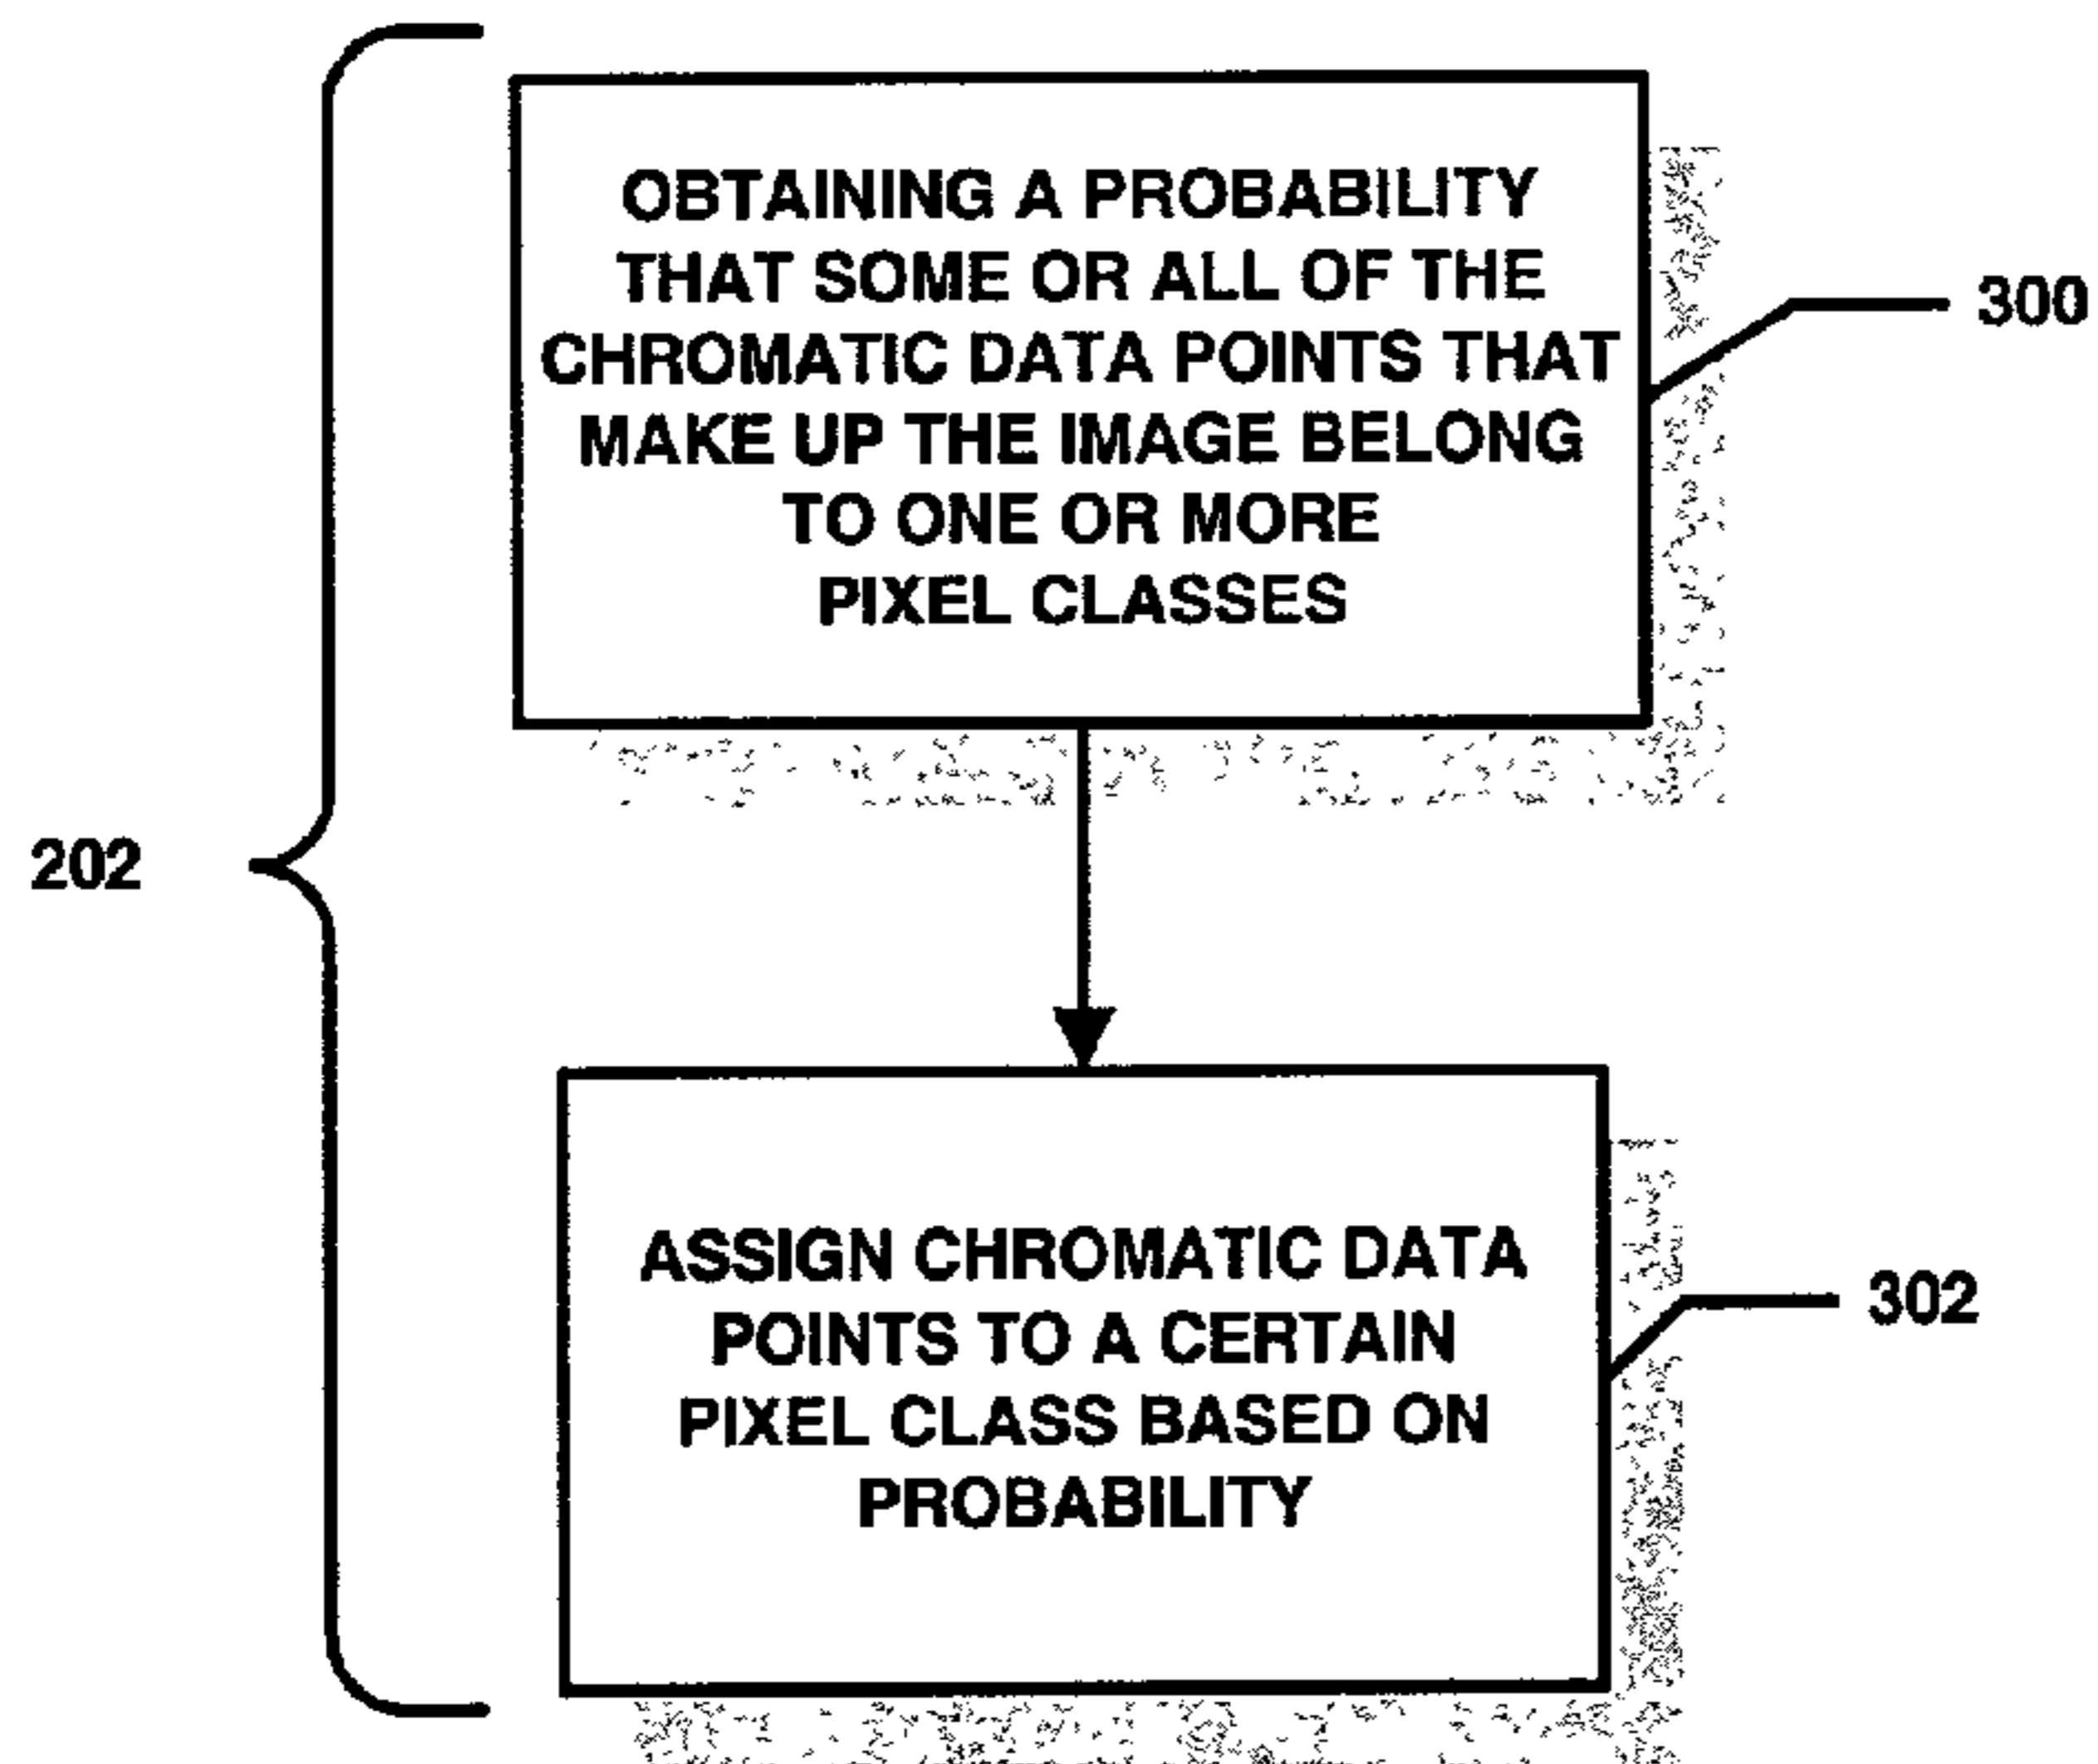 OBTAINING A PROBABILITY
THAT SOME OR ALL OF THE
CHROMATIC DATA POINTS THAT
MAKE UP THE IMAGE BELONG
TO ONE OR MORE
PIXEL CLASSES
300
202
ASSIGN CHROMATIC DATA
POINTS TO A CERTAIN
PIXEL CLASS BASED ON
PROBABILITY
302